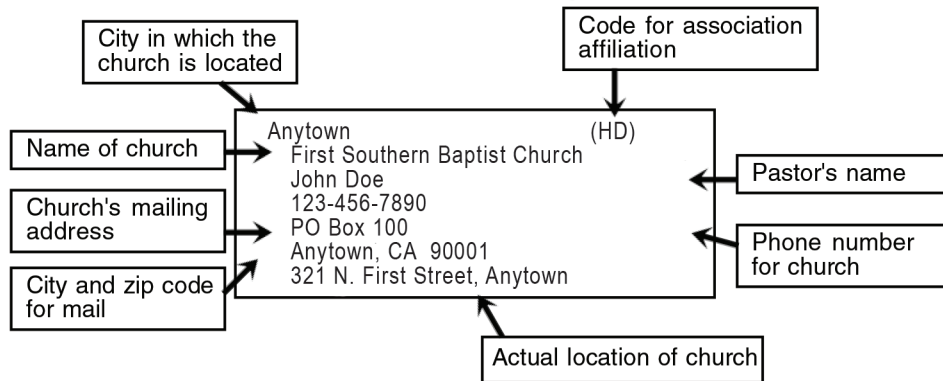 City in which the
church is located
Code for association
affiliation
Anytown (HD)
Name of church
First Southern Baptist Church
John Doe
Pastor's name
123-456-7890
Church's mailing
address
PO Box 100
Anytown, CA 90001
Phone number
for church
City and zip code
for mail
321 N. First Street, Anytown
Actual location of church